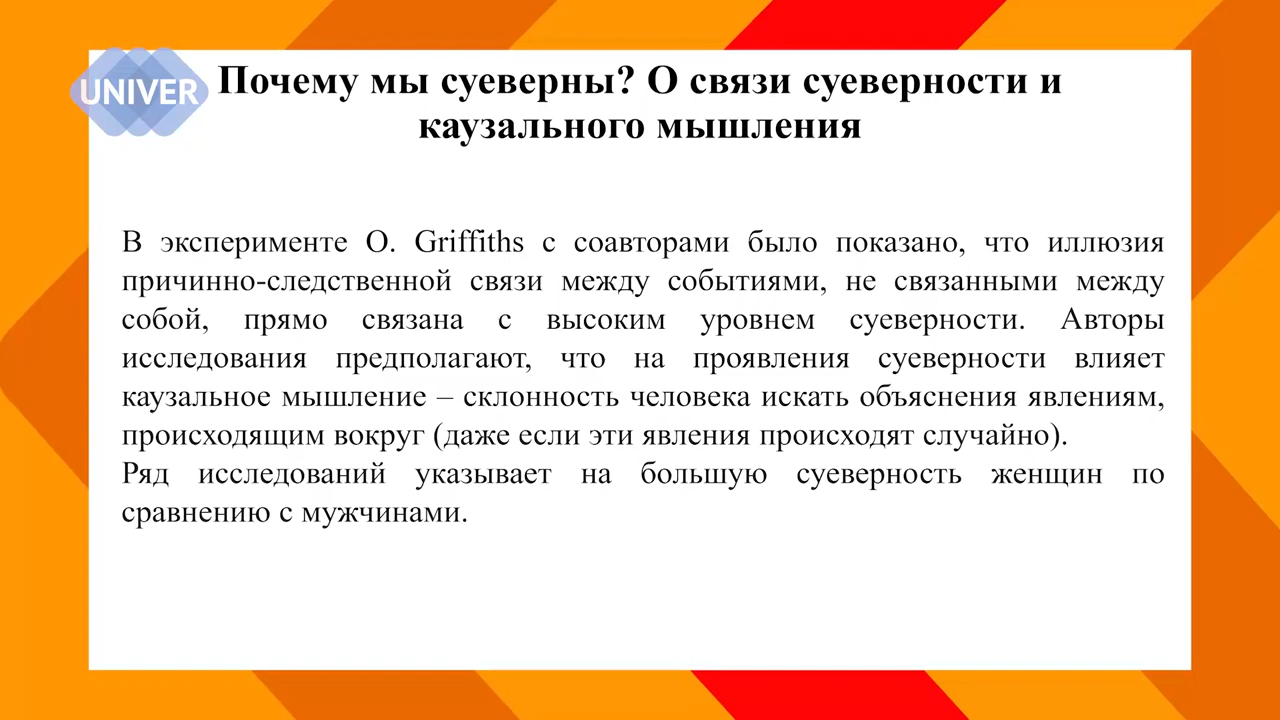 UNIVER
Почему мы суеверны? О связи суеверности и
каузального мышления
В эксперименте O. Griffiths с соавторами было показано, что иллюзия
причинно-следственной связи между событиями, не связанными между
собой, прямо связана с высоким уровнем суеверности. Авторы
исследования предполагают, что на проявления суеверности влияет
каузальное мышление – склонность человека искать объяснения явлениям,
происходящим вокруг (даже если эти явления происходят случайно).
Ряд исследований указывает на большую суеверность женщин по
сравнению с мужчинами.